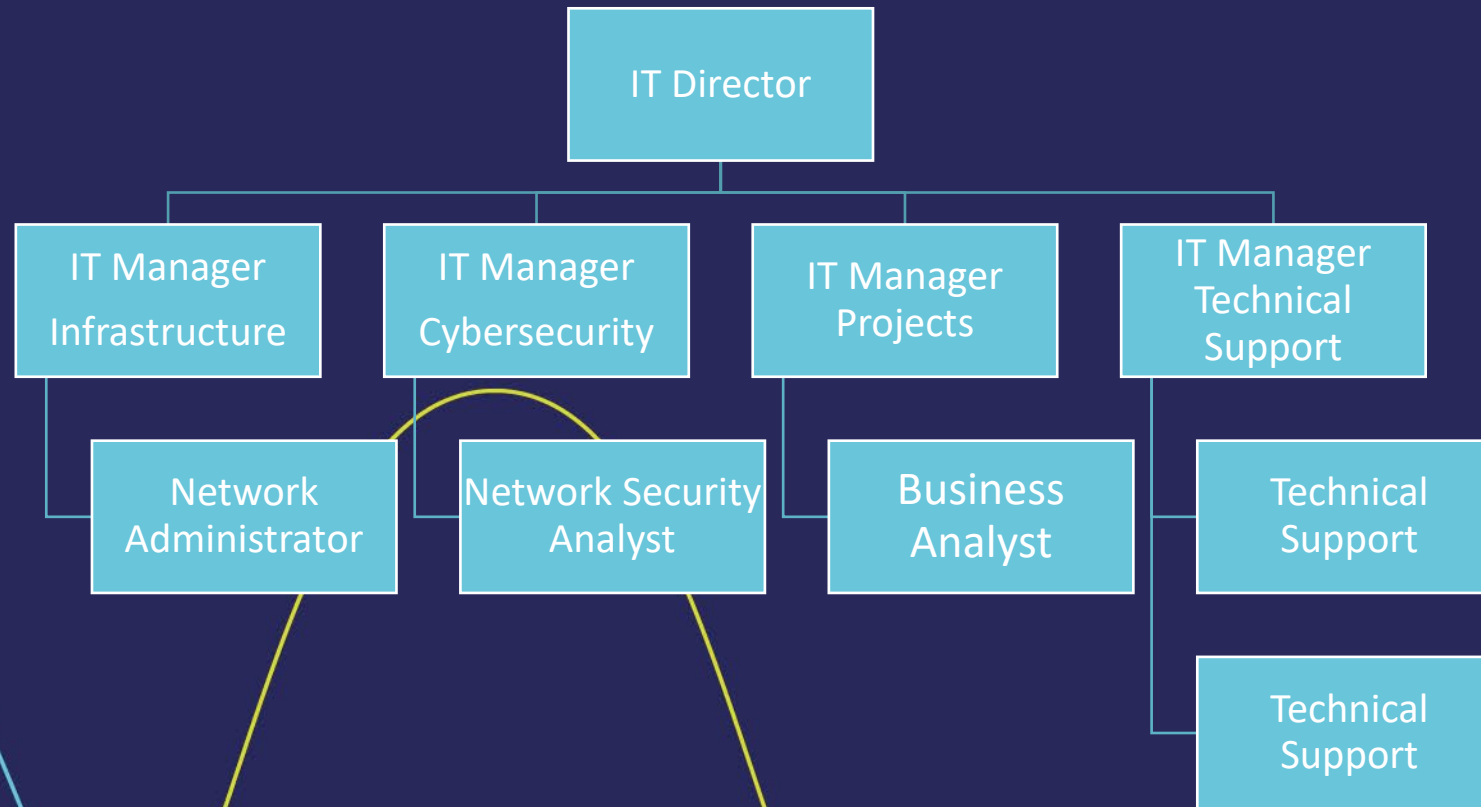 IT Director
IT Manager
Infrastructure
IT Manager
Cybersecurity
IT Manager
Projects
IT Manager
Technical
Support
Network
Administrator
Network Security
Analyst
Business
Analyst
Technical
Support
Technical
Support